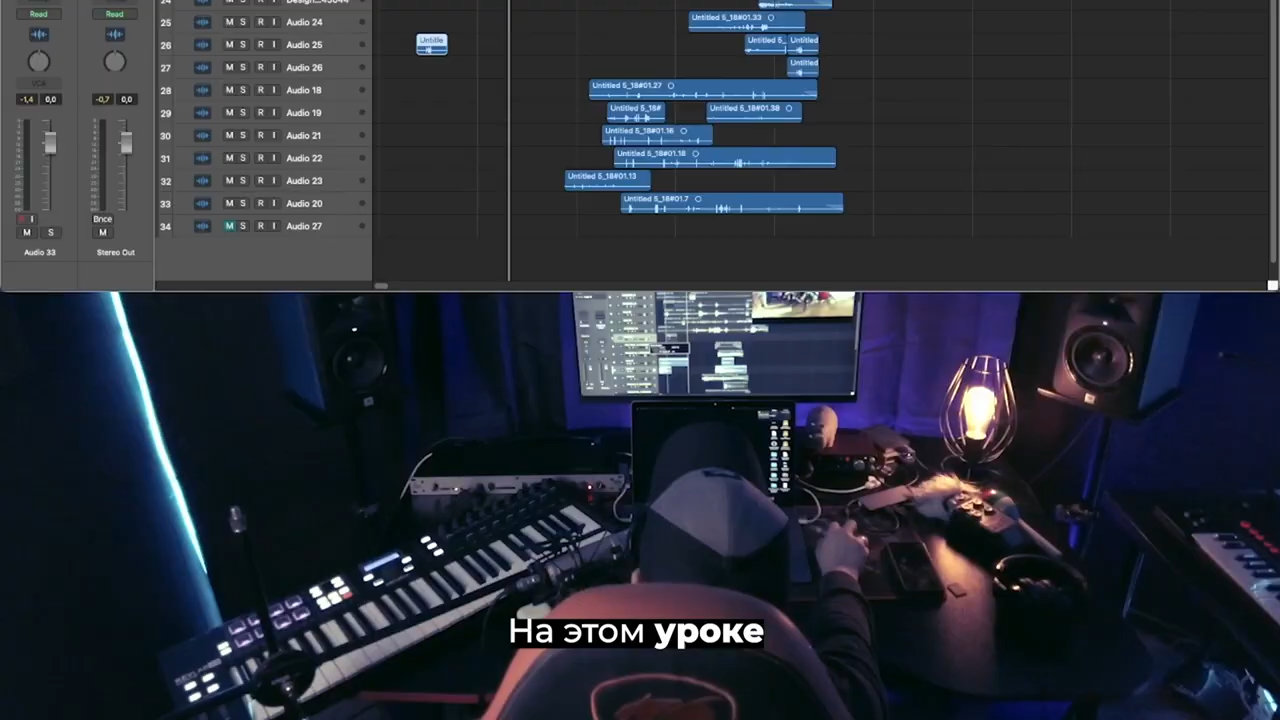 Read
Read
VCA
-1,4 0,0
-0,7 0,0
Bnce
M S
M
Audio 33
Stereo Out
24
25 M S R I Audio 24
26 M S R I Audio 25
27 M S R I Audio 26
28 M S R I Audio 18
29 M S R I Audio 19
30 M S R I Audio 21
31 M S R I Audio 22
32 M S R I Audio 23
33 M S R I Audio 20
34 M S R I Audio 27
Untitled 5_18#01.33
Untitle
Untitled 5_
Untitled
Untitled
Untitled 5_18#01.27
Untitled 5_18#
Untitled 5_18#01.38
Untitled 5_18#01.16
Untitled 5_18#01.18
Untitled 5_18#01.13
Untitled 5_18#01.7
На этом уроке